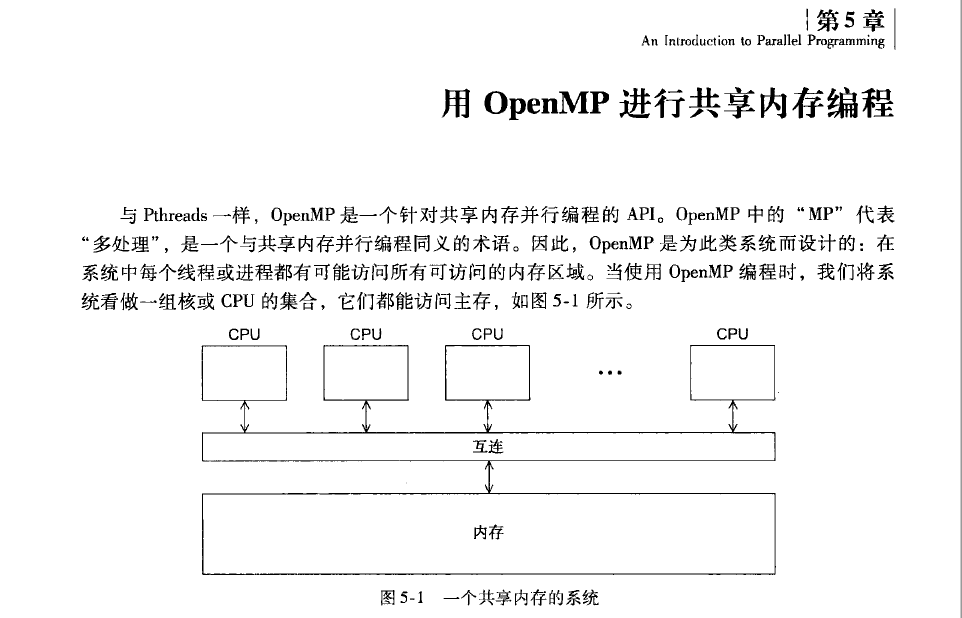 第 5 章
An Introduction to Parallel Programming
用 OpenMP 进行共享内存编程
与 Pthreads 一样，OpenMP 是一个针对共享内存并行编程的 API。OpenMP 中的“MP”代表
“多处理”，是一个与共享内存并行编程同义的术语。因此，OpenMP 是为此类系统而设计的：在
系统中每个线程或进程都有可能访问所有可访问的内存区域。当使用 OpenMP 编程时，我们将系
统看做一组核或 CPU 的集合，它们都能访问主存，如图 5-1 所示。
CPU CPU CPU CPU
...
互连
内存
图 5-1 一个共享内存的系统